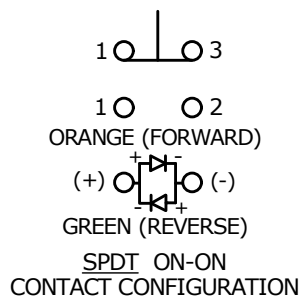 1 3
1 2
ORANGE (FORWARD)
+ -
(+) (-)
- +
GREEN (REVERSE)
SPDT ON-ON
CONTACT CONFIGURATION